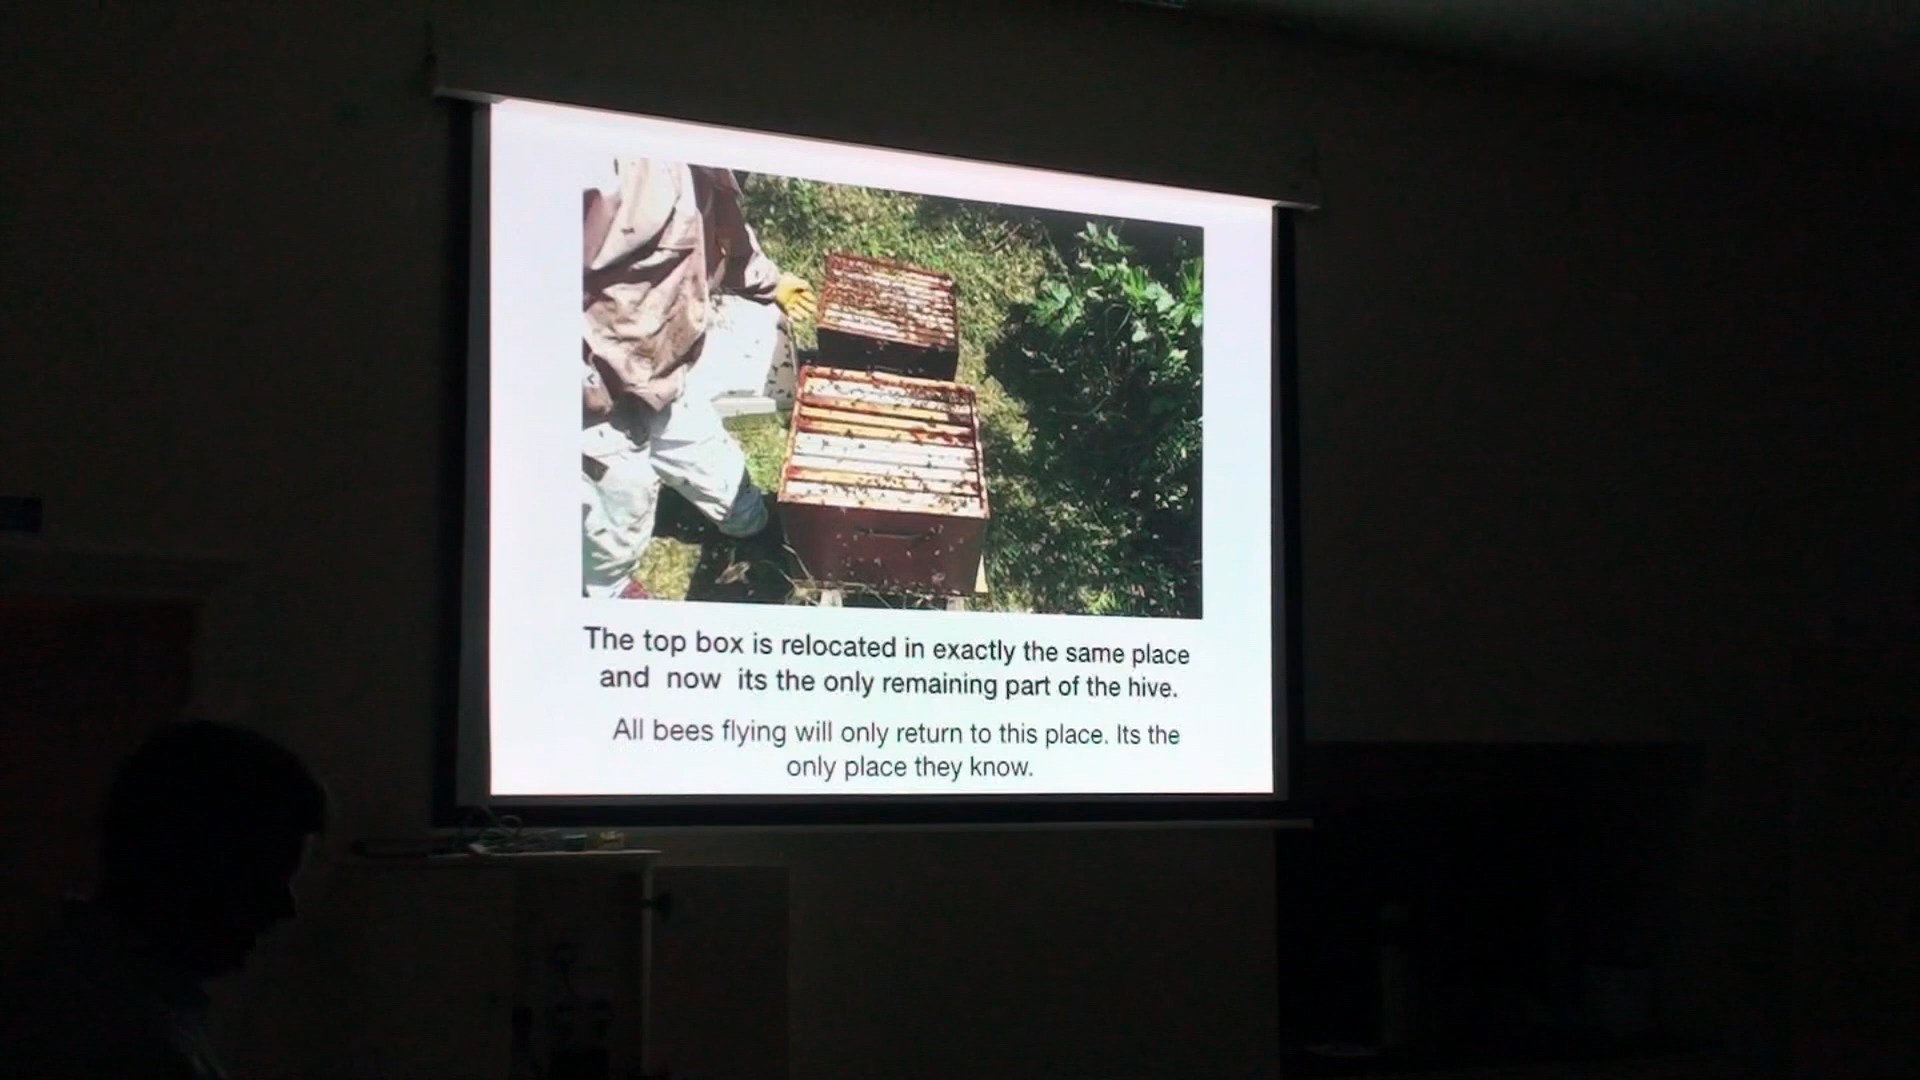 The top box is relocated in exactly the same place
and now its the only remaining part of the hive.
All bees flying will only return to this place. Its the
only place they know.